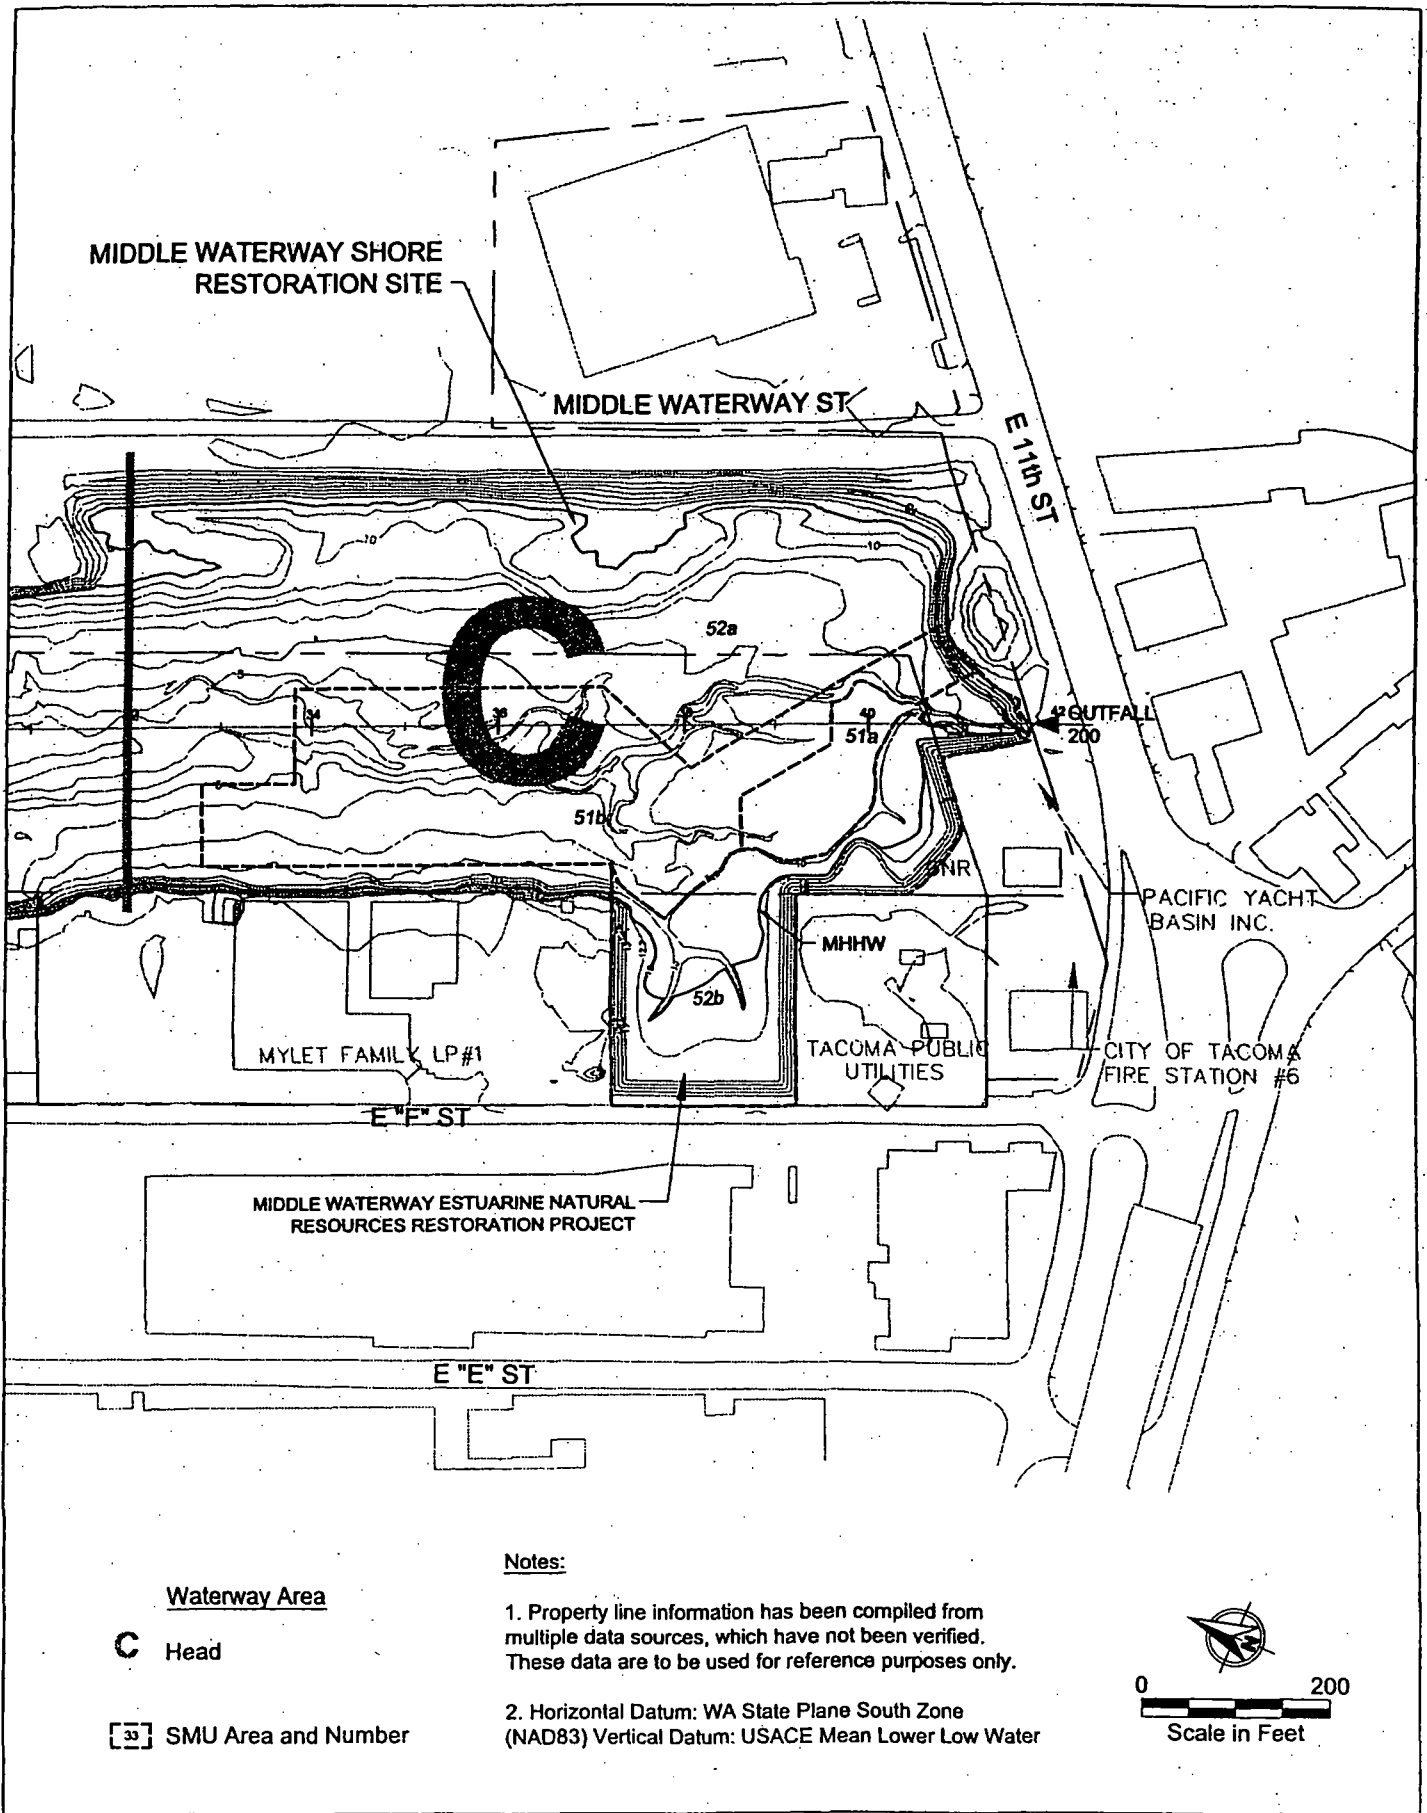 MIDDLE WATERWAY SHORE
RESTORATION SITE
MIDDLE WATERWAY ST
E 11th ST
10
10
52a
C
34
36
40
51a
42
OUTFALL
200
51b
DNR
PACIFIC YACHT
BASIN INC.
MHHW
52b
MYLET FAMILY LP#1
TACOMA PUBLIC
UTILITIES
CITY OF TACOMA
FIRE STATION #6
E "F" ST
MIDDLE WATERWAY ESTUARINE NATURAL
RESOURCES RESTORATION PROJECT
E "E" ST
Notes:
Waterway Area
1. Property line information has been compiled from
multiple data sources, which have not been verified.
These data are to be used for reference purposes only.
C Head
2. Horizontal Datum: WA State Plane South Zone
(NAD83) Vertical Datum: USACE Mean Lower Low Water
33 SMU Area and Number
N
0 200
Scale in Feet